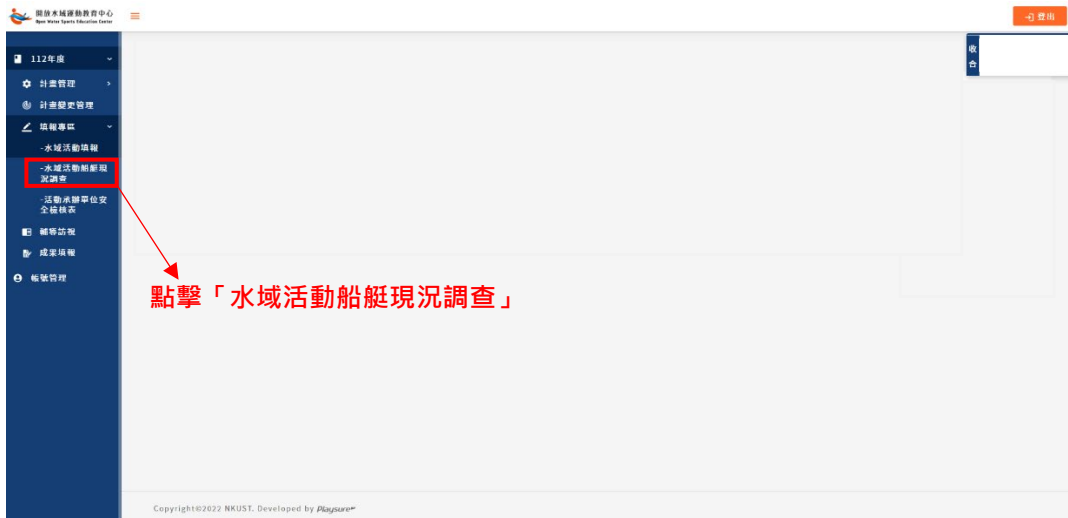 開放水域運動教育中心
Open Water Sports Education Center
登出
收
合
112年度
計畫管理
計畫變更管理
填報專區
-水域活動填報
-水域活動船艇現
況調查
-活動承辦單位安
全檢核表
輔導訪視
成果填報
帳號管理
點擊「水域活動船艇現況調查」
Copyright©2022 NKUST. Developed by Playsure